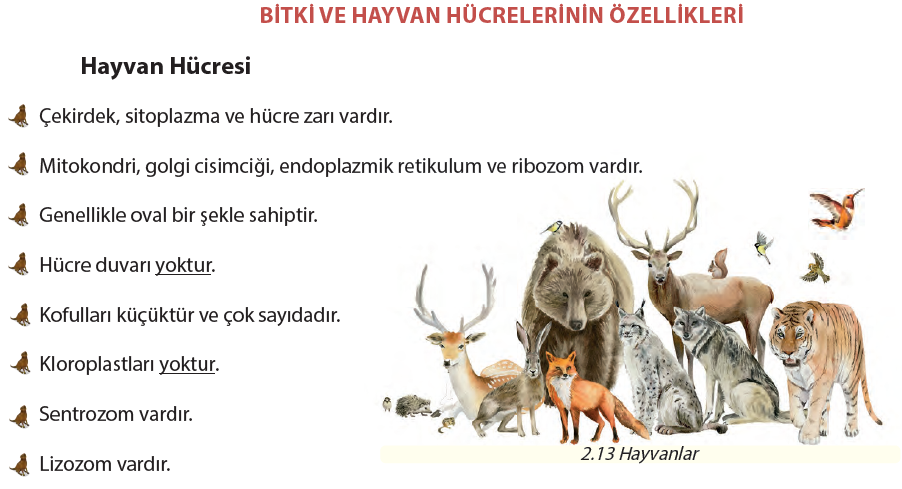 BİTKİ VE HAYVAN HÜCRELERİNİN ÖZELLİKLERİ
Hayvan Hücresi
Çekirdek, sitoplazma ve hücre zarı vardır.
Mitokondri, golgi cisimciği, endoplazmik retikulum ve ribozom vardır.
Genellikle oval bir şekle sahiptir.
Hücre duvarı yoktur.
Kofulları küçüktür ve çok sayıdadır.
Kloroplastları yoktur.
Sentrozom vardır.
Lizozom vardır.
2.13 Hayvanlar